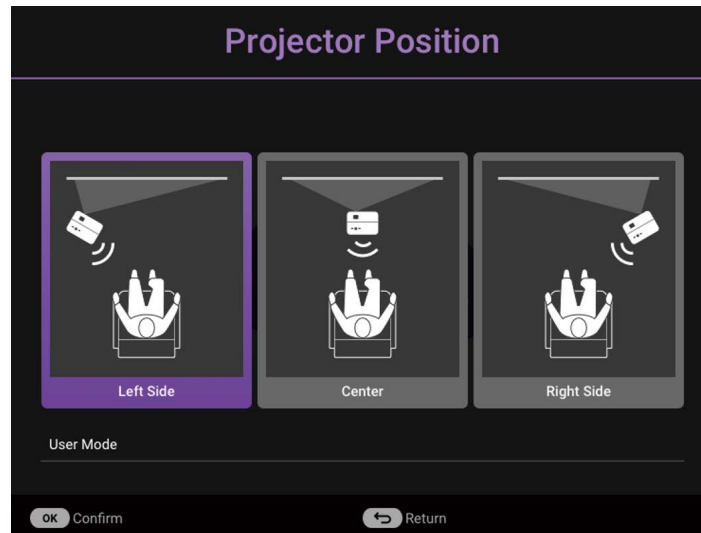 Projector Position
Left Side
Center
Right Side
User Mode
OK Confirm
Return